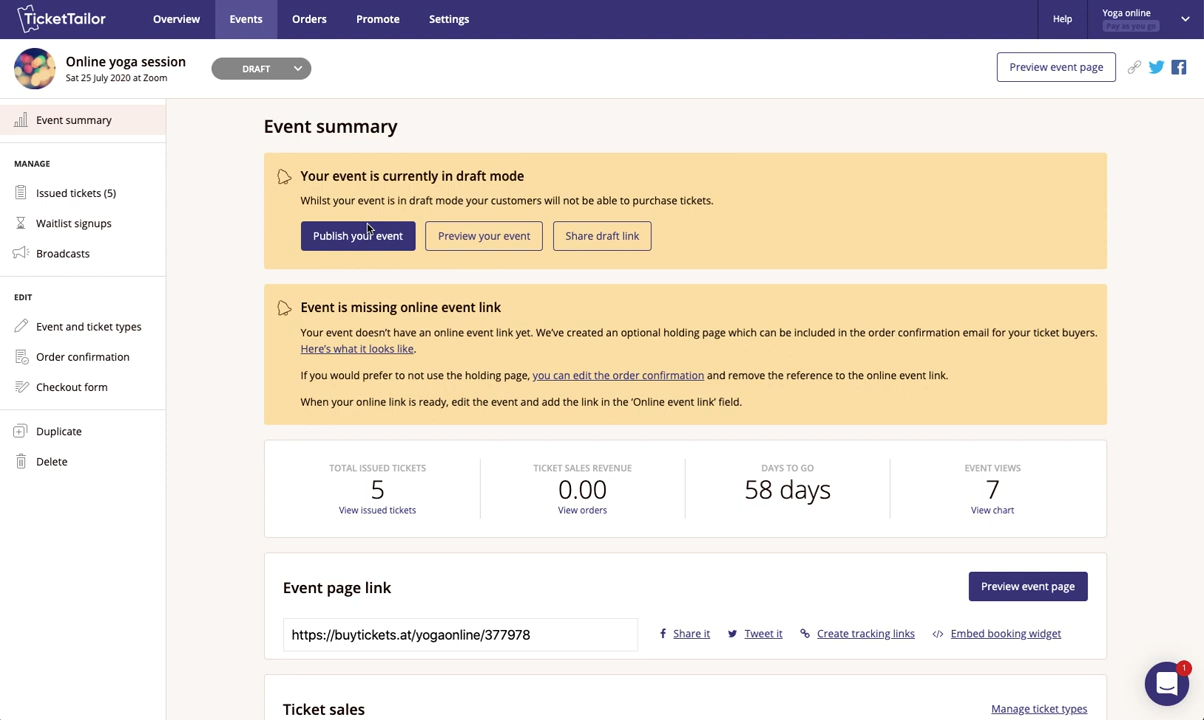 TicketTailor
Overview
Events
Orders
Promote
Settings
Help
Yoga online
Pay as you go
Online yoga session
Sat 25 July 2020 at Zoom
DRAFT
Preview event page
Event summary
MANAGE
Issued tickets (5)
Waitlist signups
Broadcasts
EDIT
Event and ticket types
Order confirmation
Checkout form
Duplicate
Delete
Event summary
Your event is currently in draft mode
Whilst your event is in draft mode your customers will not be able to purchase tickets.
Publish your event
Preview your event
Share draft link
Event is missing online event link
Your event doesn't have an online event link yet. We've created an optional holding page which can be included in the order confirmation email for your ticket buyers.
Here's what it looks like.
If you would prefer to not use the holding page, you can edit the order confirmation and remove the reference to the online event link.
When your online link is ready, edit the event and add the link in the 'Online event link' field.
TOTAL ISSUED TICKETS
5
View issued tickets
TICKET SALES REVENUE
0.00
View orders
DAYS TO GO
58 days
EVENT VIEWS
7
View chart
Event page link
Preview event page
https://buytickets.at/yogaonline/377978
Share it
Tweet it
Create tracking links
Embed booking widget
Ticket sales
Manage ticket types
1